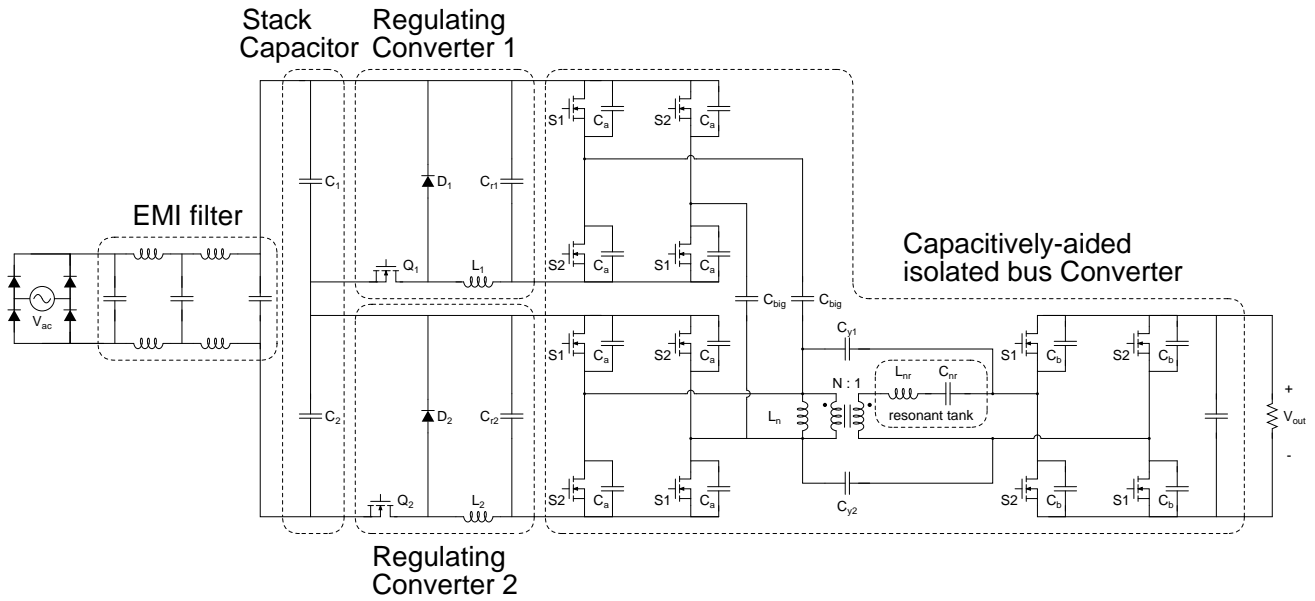 Stack
Capacitor
Regulating
Converter 1
S1
Ca
S2
Ca
C1
D1
Cr1
EMI filter
Vac
Q1
L1
S2
Ca
S1
Ca
Cbig
Cbig
Capacitively-aided
isolated bus Converter
S1
Ca
S2
Ca
Cy1
S1
Cb
S2
Cb
C2
D2
Cr2
Ln
N : 1
Lnr
Cnr
resonant tank
+
Vout
-
Q2
L2
S2
Ca
S1
Ca
Cy2
S2
Cb
S1
Cb
Regulating
Converter 2